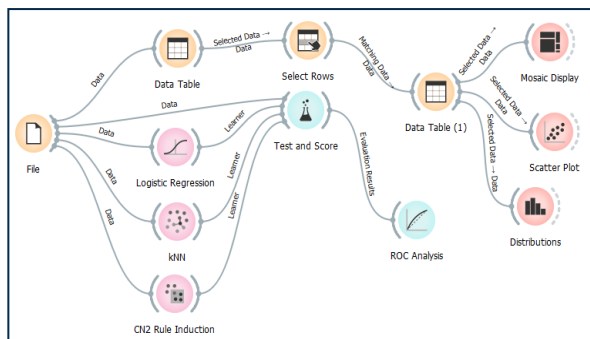 Selected Data →
Data
Data
Data Table
Select Rows
Matching Data →
Data
Selected Data →
Data
Mosaic Display
Data
Data
Learner
Selected Data →
Data
File
Logistic Regression
Test and Score
Data Table (1)
Scatter Plot
Data
Learner
Evaluation Results
Selected Data → Data
kNN
Data
Learner
ROC Analysis
Distributions
CN2 Rule Induction